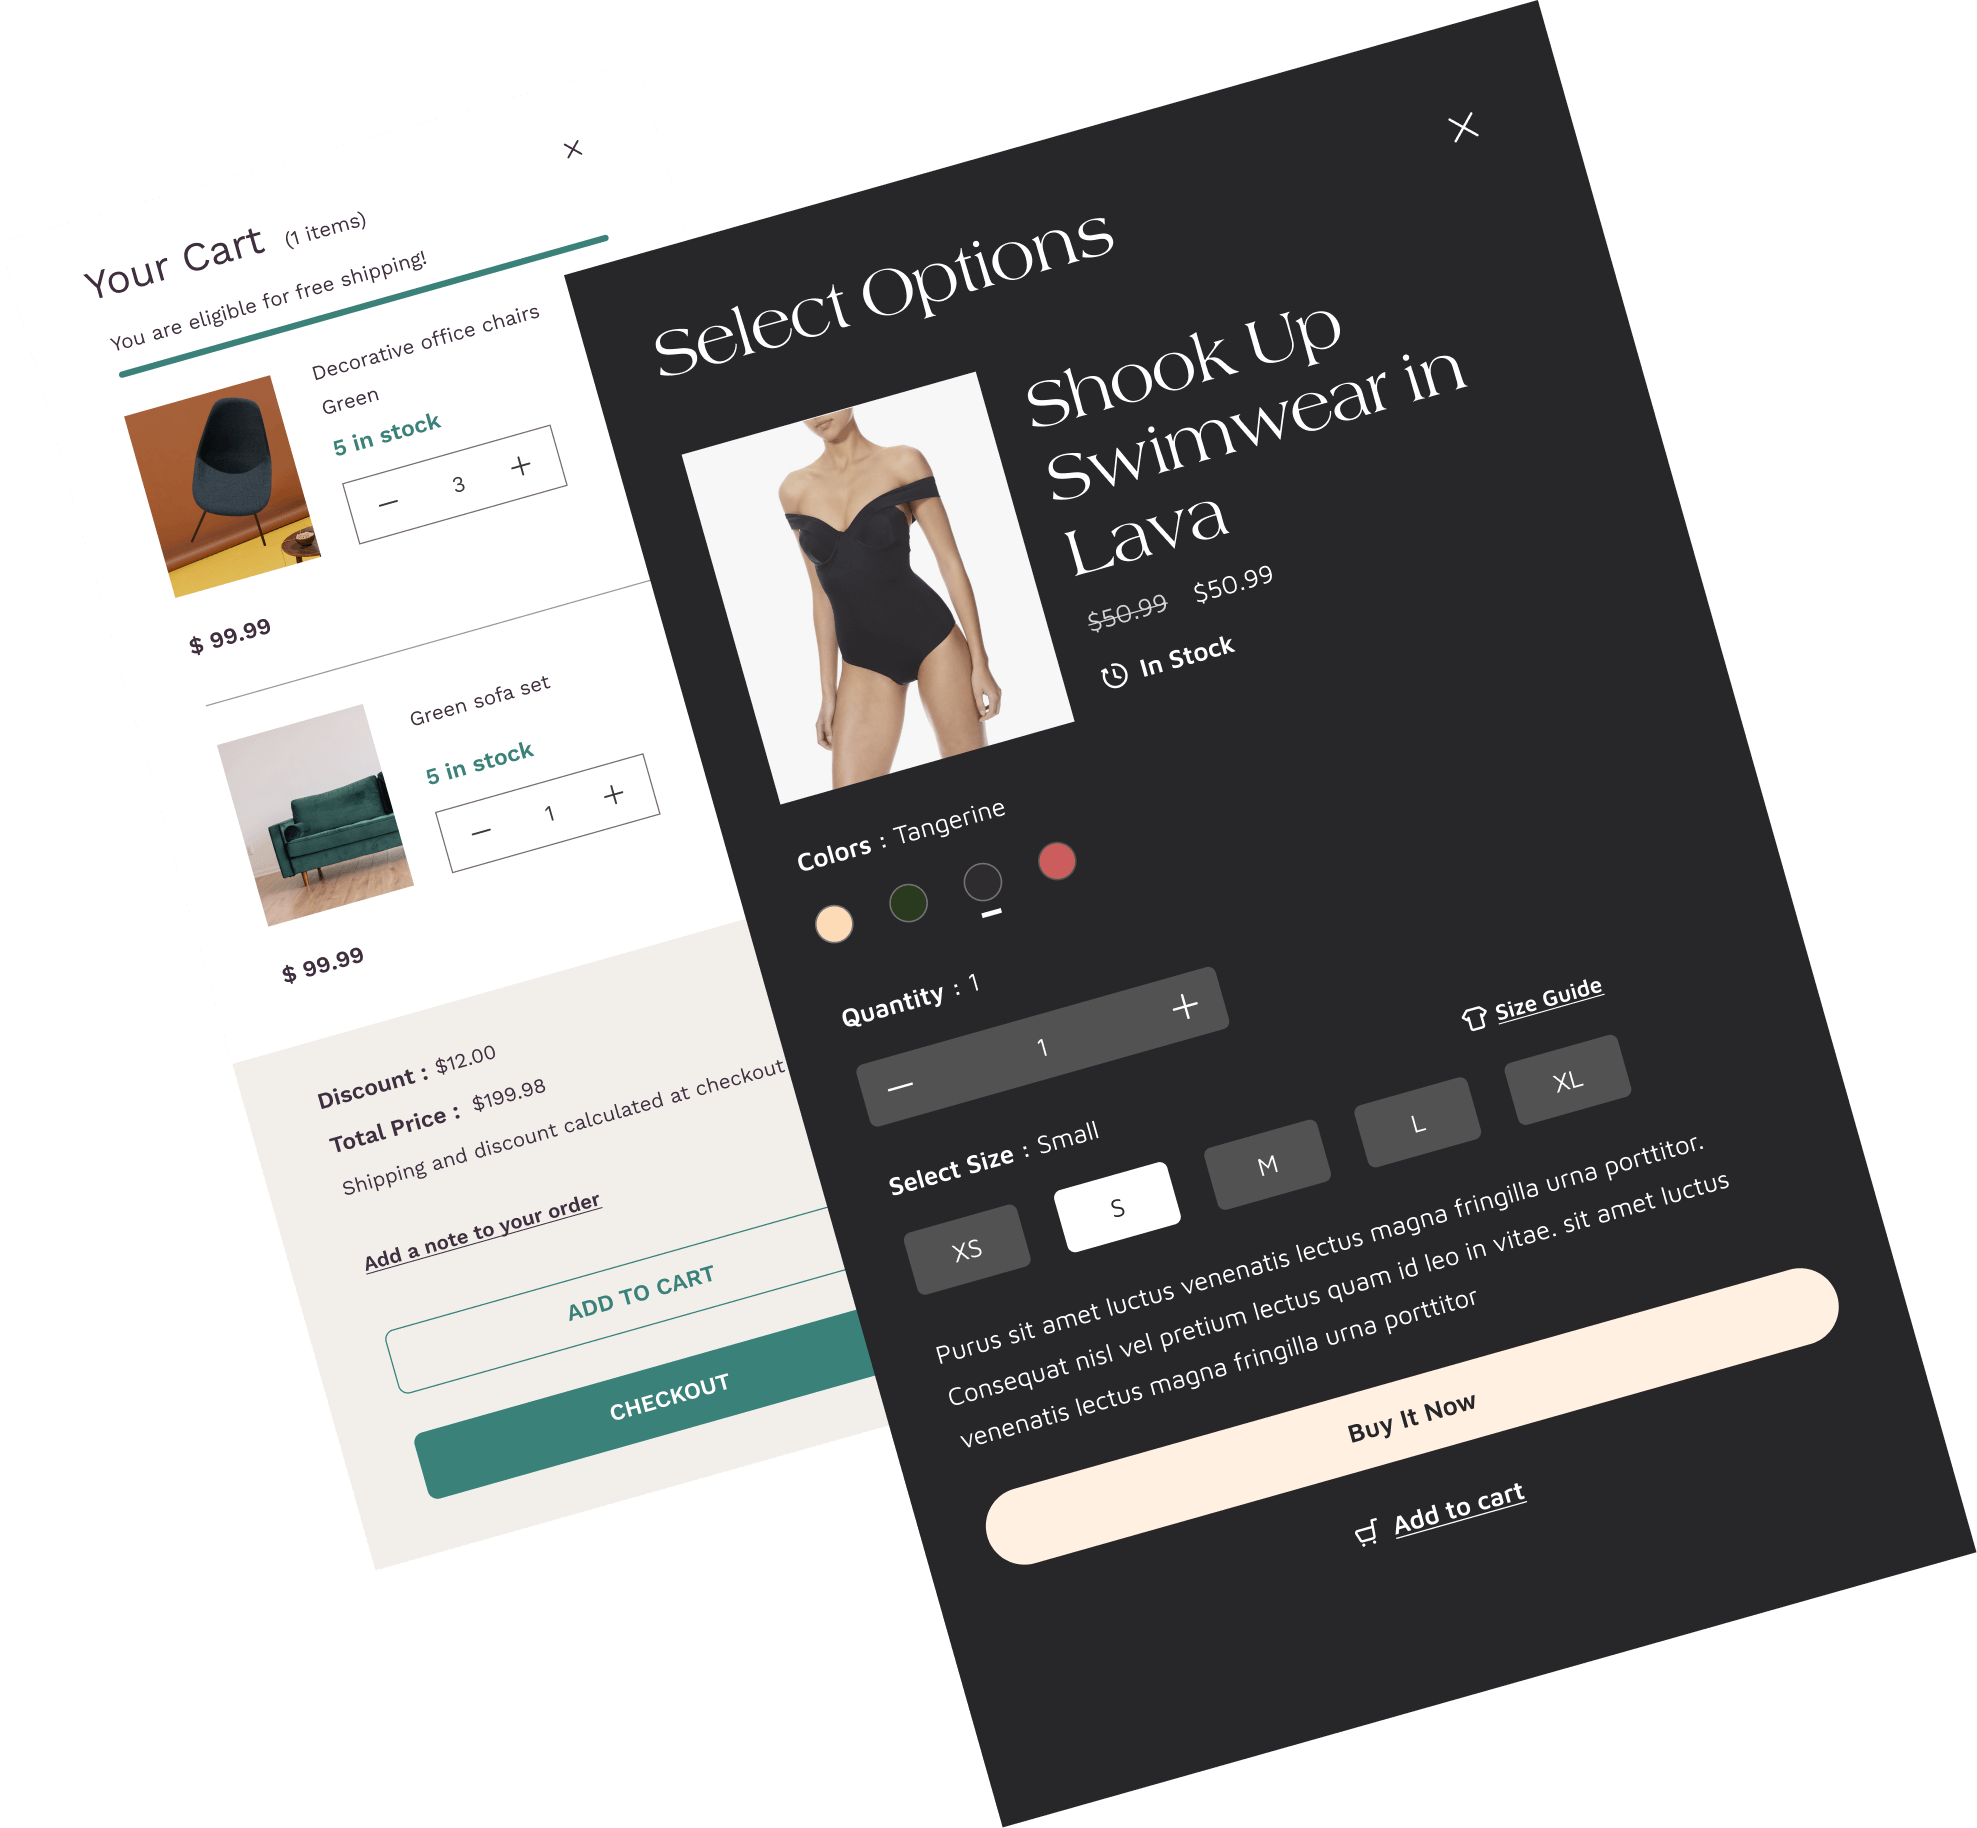 Your Cart (1 items)
You are eligible for free shipping!
Decorative office chairs
Green
5 in stock
3
$ 99.99
Green sofa set
5 in stock
1
$ 99.99
Discount : $12.00
Total Price : $199.98
Shipping and discount calculated at checkout
Add a note to your order
ADD TO CART
CHECKOUT
Select Options
Shook Up
Swimwear in
Lava
$50.99 $50.99
In Stock
Colors : Tangerine
Quantity : 1
1
Size Guide
Select Size : Small
XS S M L XL
Purus sit amet luctus venenatis lectus magna fringilla urna porttitor.
Consequat nisl vel pretium lectus quam id leo in vitae. sit amet luctus
venenatis lectus magna fringilla urna porttitor
Buy It Now
Add to cart